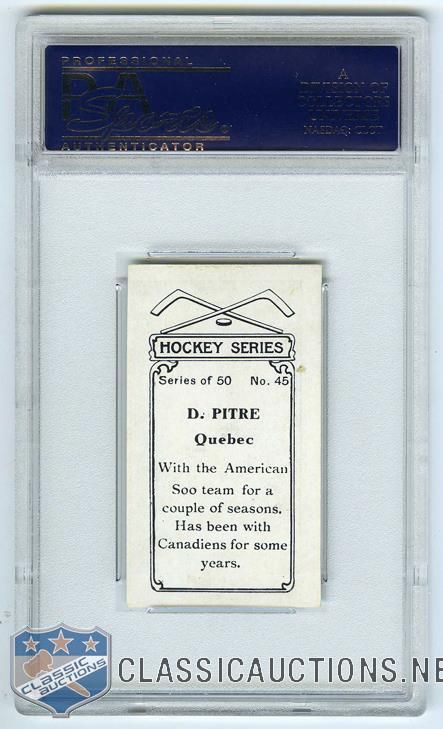 PROFESSIONAL
PSA
Sports
AUTHENTICATOR
A
DIVISION OF
COLLECTORS
UNIVERSE
NASDAQ: CLCT
HOCKEY SERIES
Series of 50 No. 45
D. PITRE
Quebec
With the American
Soo team for a
couple of seasons.
Has been with
Canadiens for some
years.
CLASSIC
AUCTIONS
CLASSICAUCTIONS.NE